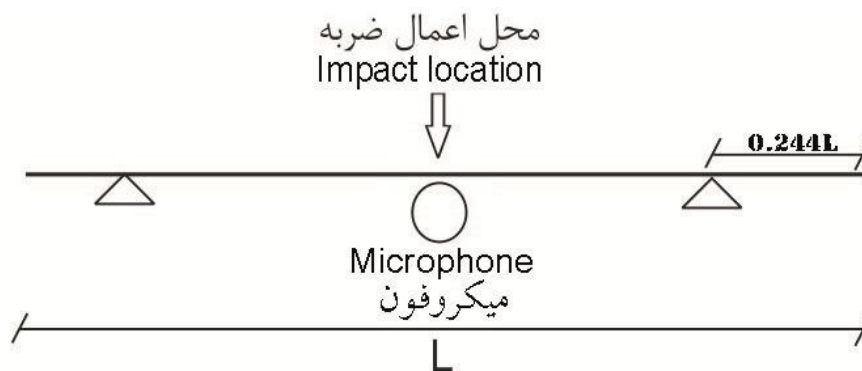 محل اعمال ضربه
Impact location
0.244L
Microphone
میکروفون
L